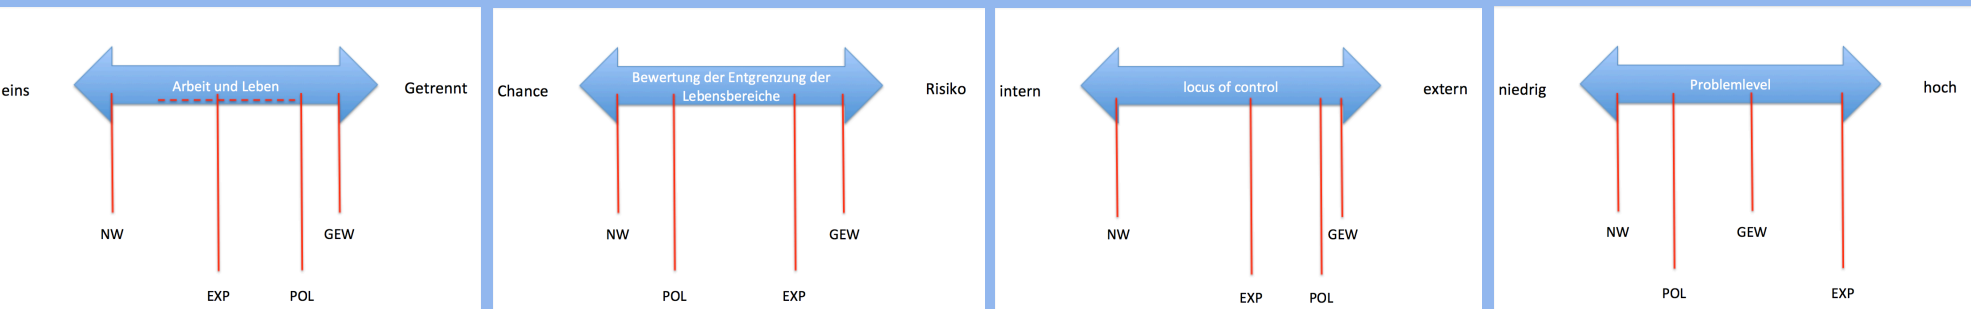 eins
Arbeit und Leben
Getrennt
NW
GEW
EXP
POL
Chance
Bewertung der Entgrenzung der
Lebensbereiche
Risiko
NW
GEW
POL
EXP
intern
locus of control
extern
NW
GEW
EXP
POL
niedrig
Problemlevel
hoch
NW
GEW
POL
EXP